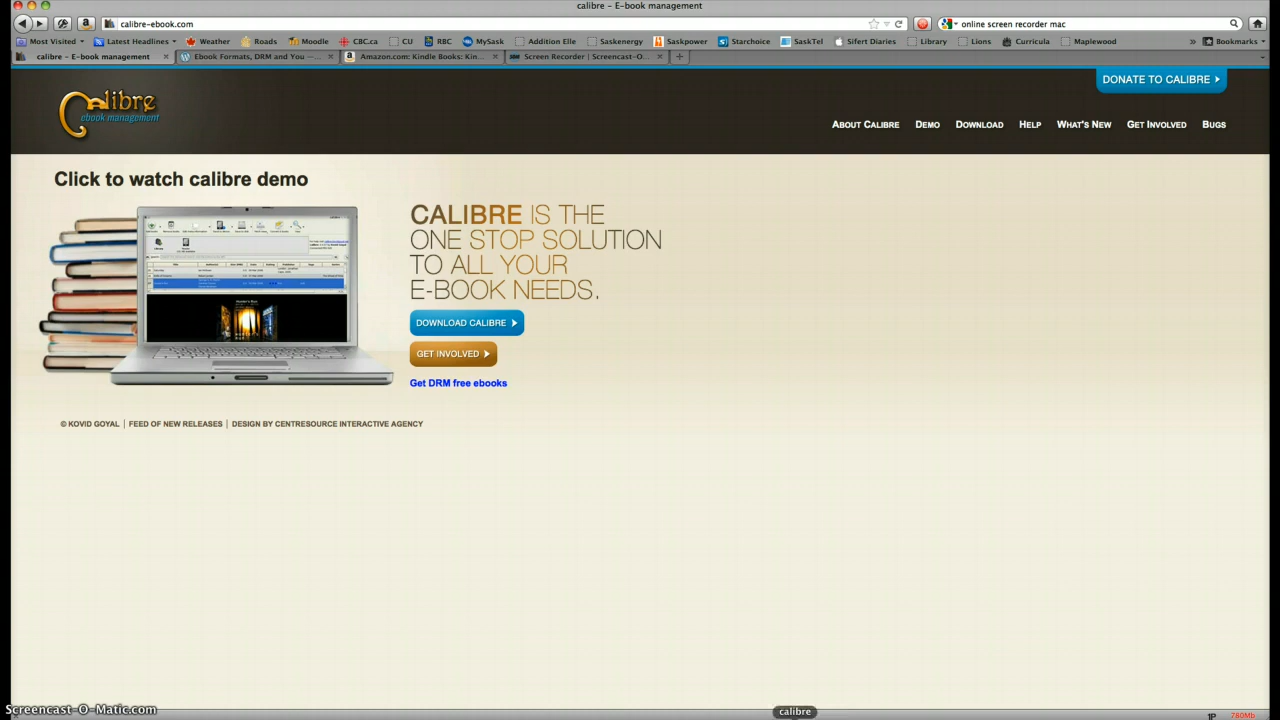 calibre - E-book management
calibre-ebook.com
online screen recorder mac
Most Visited
Latest Headlines
Weather
Roads
Moodle
CBC.ca
CU
RBC
MySask
Addition Elle
Saskenergy
Saskpower
Starchoice
SaskTel
Sifert Diaries
Library
Lions
Curricula
Maplewood
Bookmarks
calibre - E-book management
Ebook Formats, DRM and You — ...
Amazon.com: Kindle Books: Kin...
Screen Recorder | Screencast-O...
DONATE TO CALIBRE
Calibre
ebook management
ABOUT CALIBRE
DEMO
DOWNLOAD
HELP
WHAT'S NEW
GET INVOLVED
BUGS
Click to watch calibre demo
CALIBRE IS THE
ONE STOP SOLUTION
TO ALL YOUR
E-BOOK NEEDS.
DOWNLOAD CALIBRE
GET INVOLVED
Get DRM free ebooks
© KOVID GOYAL | FEED OF NEW RELEASES | DESIGN BY CENTRESOURCE INTERACTIVE AGENCY
Screencast-O-Matic.com
calibre
1P
780Mb